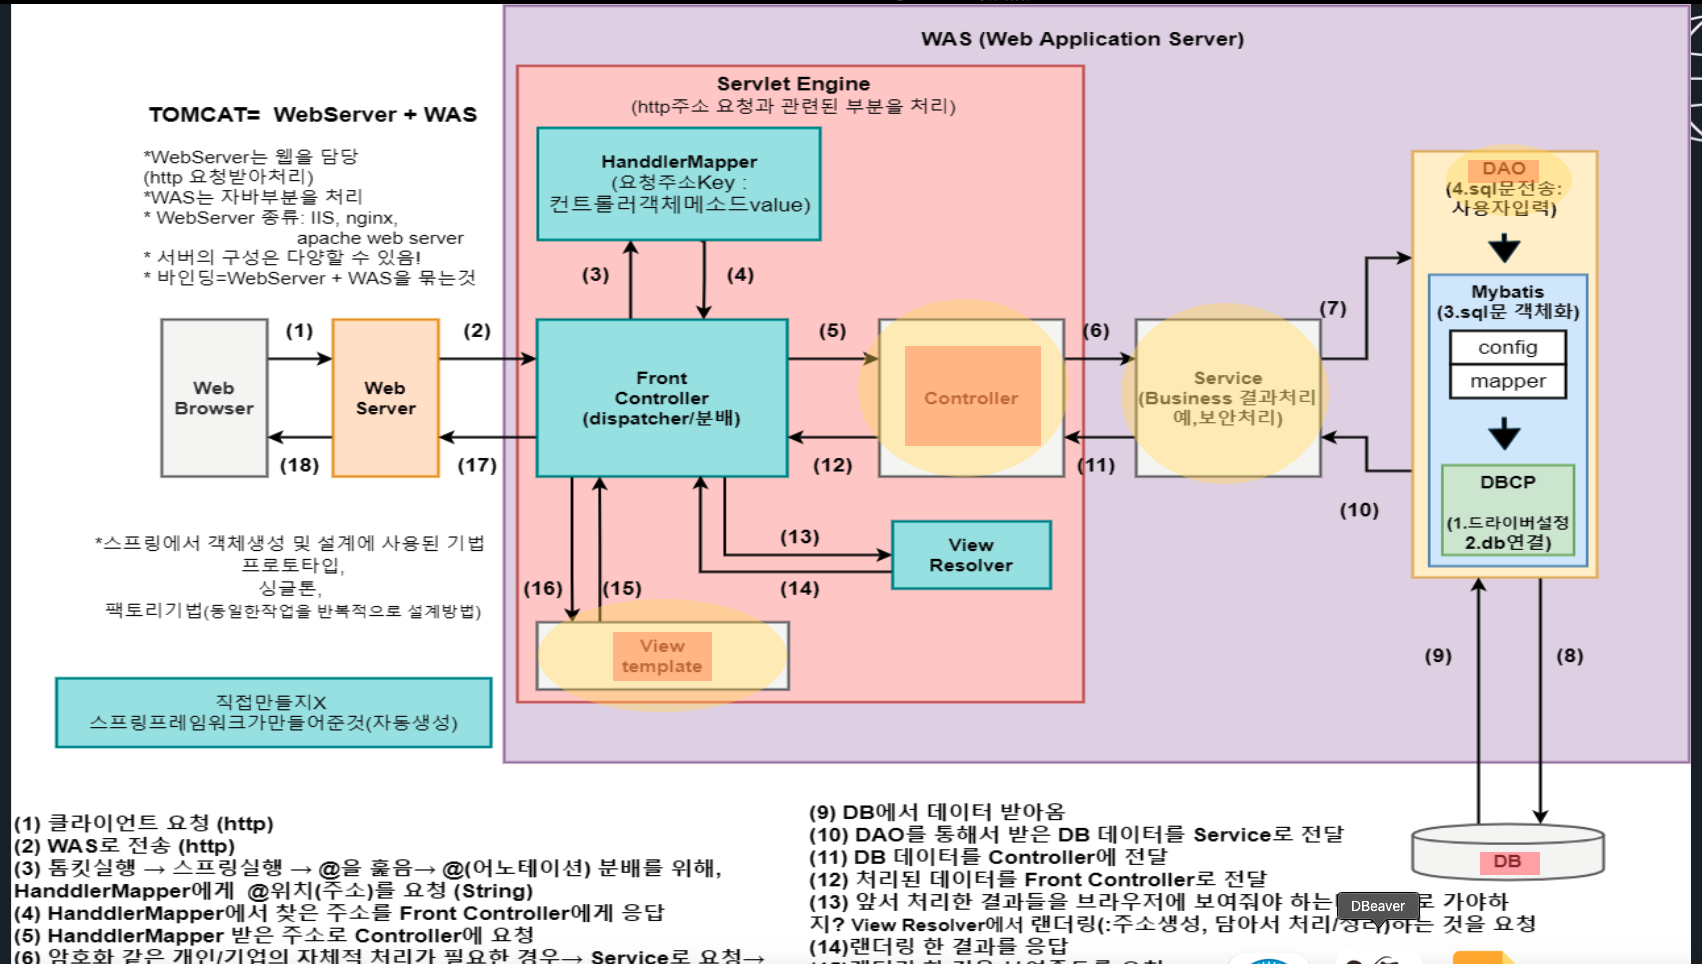 WAS (Web Application Server)
Servlet Engine
(http주소 요청과 관련된 부분을 처리)
TOMCAT= WebServer + WAS
*WebServer는 웹을 담당
(http 요청받아처리)
*WAS는 자바부분을 처리
* WebServer 종류: IIS, nginx,
apache web server
* 서버의 구성은 다양할 수 있음!
* 바인딩=WebServer + WAS을 묶는것
HanddlerMapper
(요청주소Key :
컨트롤러객체메소드value)
(3)
(4)
(1)
(2)
(5)
(6)
(7)
Web
Browser
Web
Server
Front
Controller
(dispatcher/분배)
Controller
Service
(Business 결과처리
예,보안처리)
(18)
(17)
(12)
(11)
(10)
DAO
(4.sql문전송:
사용자입력)
Mybatis
(3.sql문 객체화)
config
mapper
DBCP
(1.드라이버설정
2.db연결)
(13)
(14)
View
Resolver
(16)
(15)
View
template
(9)
(8)
DB
*스프링에서 객체생성 및 설계에 사용된 기법
프로토타입,
싱글톤,
팩토리기법(동일한작업을 반복적으로 설계방법)
직접만들지X
스프링프레임워크가만들어준것(자동생성)
(1) 클라이언트 요청 (http)
(2) WAS로 전송 (http)
(3) 톰킷실행 → 스프링실행 → @을 훑음→ @(어노테이션) 분배를 위해,
HanddlerMapper에게 @위치(주소)를 요청 (String)
(4) HanddlerMapper에서 찾은 주소를 Front Controller에게 응답
(5) HanddlerMapper 받은 주소로 Controller에 요청
(6) 암호화 같은 개인/기업의 자체적 처리가 필요한 경우→ Service로 요청→
(9) DB에서 데이터 받아옴
(10) DAO를 통해서 받은 DB 데이터를 Service로 전달
(11) DB 데이터를 Controller에 전달
(12) 처리된 데이터를 Front Controller로 전달
(13) 앞서 처리한 결과들을 브라우저에 보여줘야 하는 로 가야하
지? View Resolver에서 랜더링(:주소생성, 담아서 처리/정리)하는 것을 요청
(14)랜더링 한 결과를 응답
DBeaver